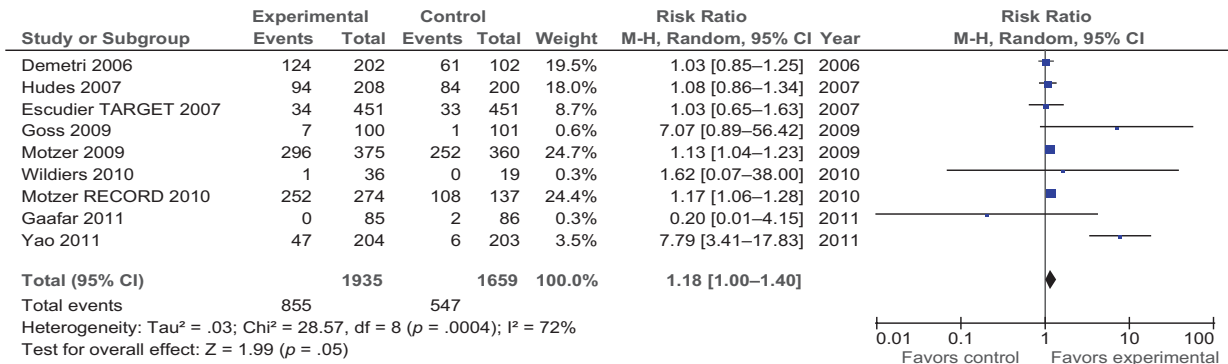 Experimental Control Risk Ratio Risk Ratio
Study or Subgroup Events Total Events Total Weight M-H, Random, 95% CI Year M-H, Random, 95% CI
Demetri 2006 124 202 61 102 19.5% 1.03 [0.85–1.25] 2006
Hudes 2007 94 208 84 200 18.0% 1.08 [0.86–1.34] 2007
Escudier TARGET 2007 34 451 33 451 8.7% 1.03 [0.65–1.63] 2007
Goss 2009 7 100 1 101 0.6% 7.07 [0.89–56.42] 2009
Motzer 2009 296 375 252 360 24.7% 1.13 [1.04–1.23] 2009
Wildiers 2010 1 36 0 19 0.3% 1.62 [0.07–38.00] 2010
Motzer RECORD 2010 252 274 108 137 24.4% 1.17 [1.06–1.28] 2010
Gaafar 2011 0 85 2 86 0.3% 0.20 [0.01–4.15] 2011
Yao 2011 47 204 6 203 3.5% 7.79 [3.41–17.83] 2011
Total (95% CI) 1935 1659 100.0% 1.18 [1.00–1.40]
Total events 855 547
Heterogeneity: Tau² = .03; Chi² = 28.57, df = 8 (p = .0004); I² = 72%
Test for overall effect: Z = 1.99 (p = .05)
0.01 0.1 1 10 100
Favors control Favors experimental